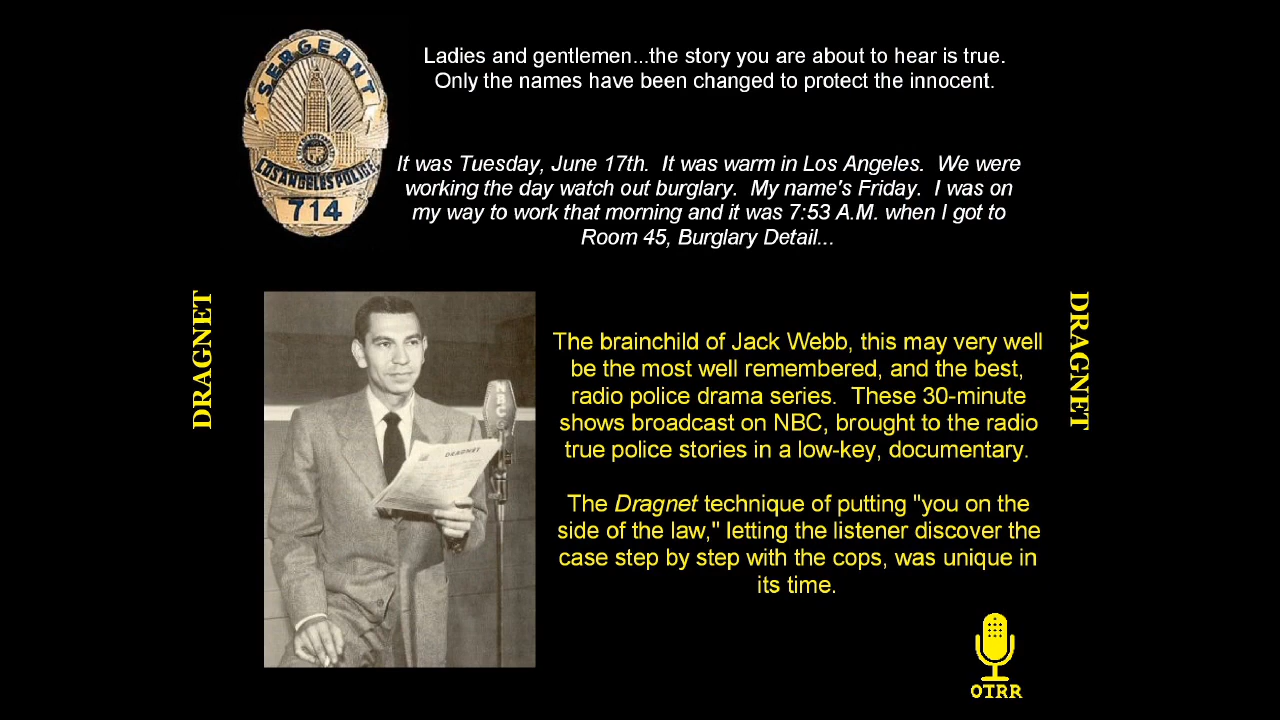 SERGEANT
LOS ANGELES POLICE
714
Ladies and gentlemen...the story you are about to hear is true.
Only the names have been changed to protect the innocent.
It was Tuesday, June 17th.  It was warm in Los Angeles.  We were
working the day watch out burglary.  My name's Friday.  I was on
my way to work that morning and it was 7:53 A.M. when I got to
Room 45, Burglary Detail...
DRAGNET
NBC
DRAGNET
The brainchild of Jack Webb, this may very well
be the most well remembered, and the best,
radio police drama series.  These 30-minute
shows broadcast on NBC, brought to the radio
true police stories in a low-key, documentary.
The Dragnet technique of putting "you on the
side of the law," letting the listener discover the
case step by step with the cops, was unique in
its time.
DRAGNET
OTRR